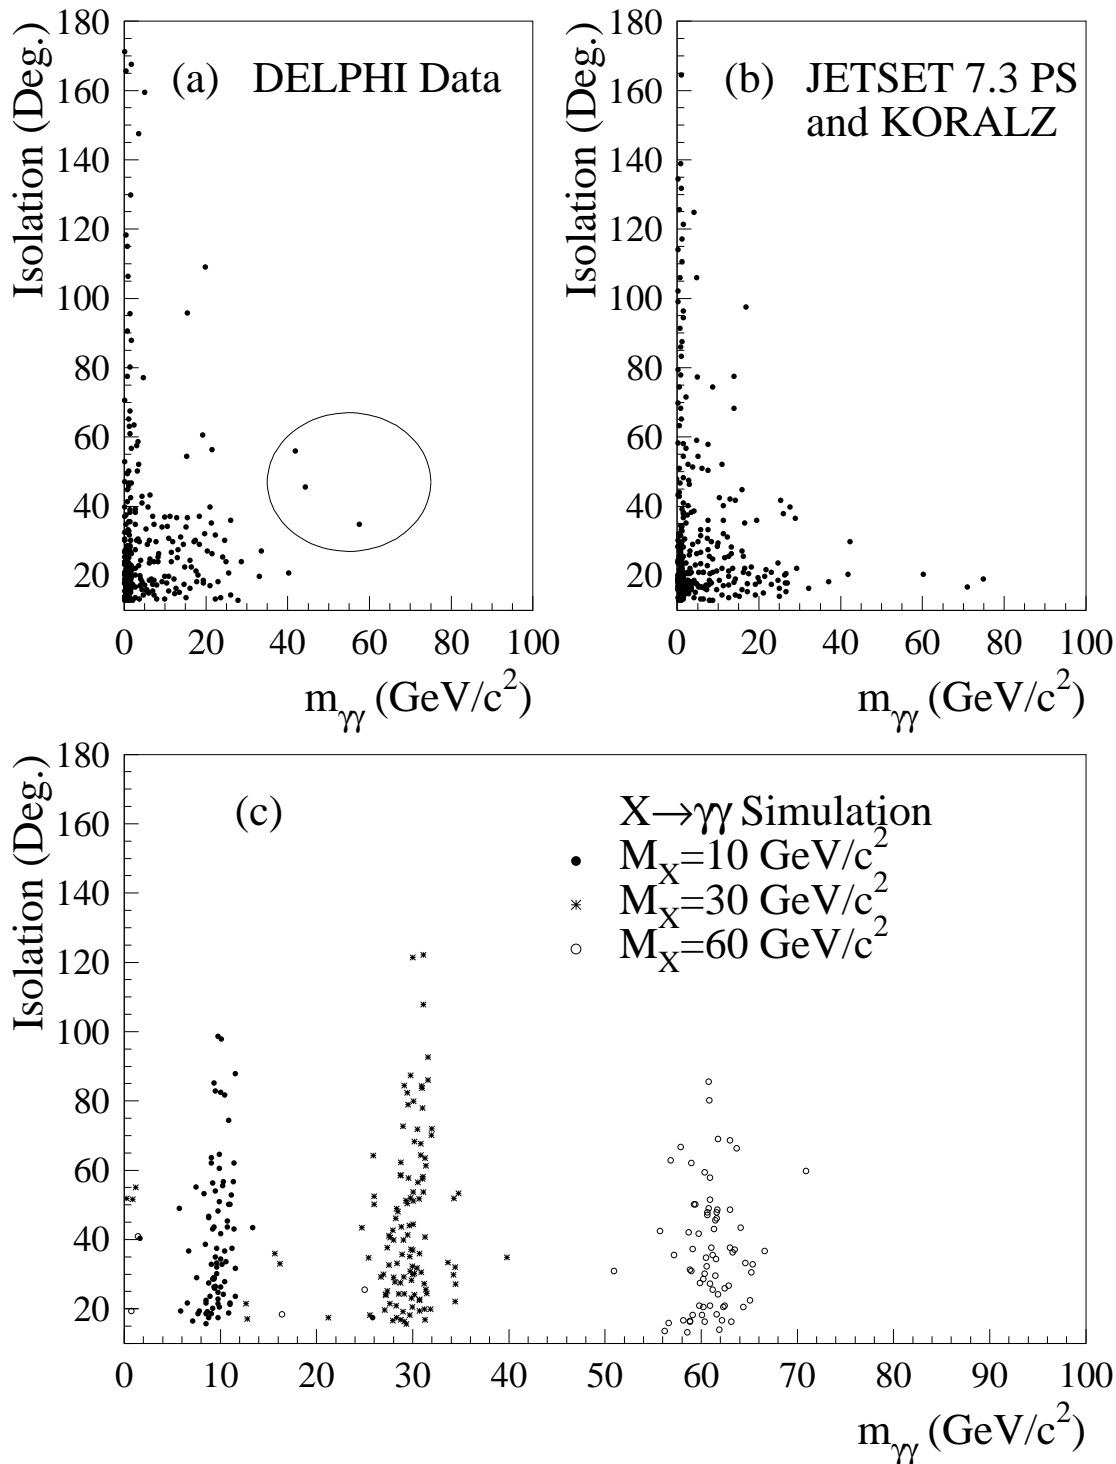 Isolation (Deg.)
180
160
140
120
100
80
60
40
20
(a) DELPHI Data
0 20 40 60 80 100
m_γγ (GeV/c²)
Isolation (Deg.)
180
160
140
120
100
80
60
40
20
(b) JETSET 7.3 PS
and KORALZ
0 20 40 60 80 100
m_γγ (GeV/c²)
Isolation (Deg.)
180
160
140
120
100
80
60
40
20
(c)
X→γγ Simulation
M_X=10 GeV/c²
M_X=30 GeV/c²
M_X=60 GeV/c²
0 10 20 30 40 50 60 70 80 90 100
m_γγ (GeV/c²)